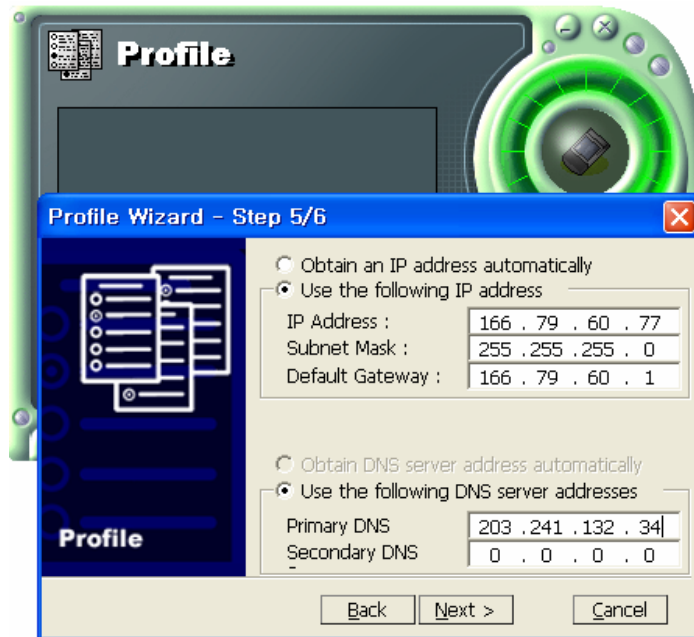 Profile
Profile Wizard - Step 5/6
Obtain an IP address automatically
Use the following IP address
IP Address : 166 . 79 . 60 . 77
Subnet Mask : 255 .255 .255 . 0
Default Gateway : 166 . 79 . 60 . 1
Obtain DNS server address automatically
Use the following DNS server addresses
Primary DNS 203 .241 .132 . 34
Secondary DNS 0 . 0 . 0 . 0
Profile
Back Next > Cancel